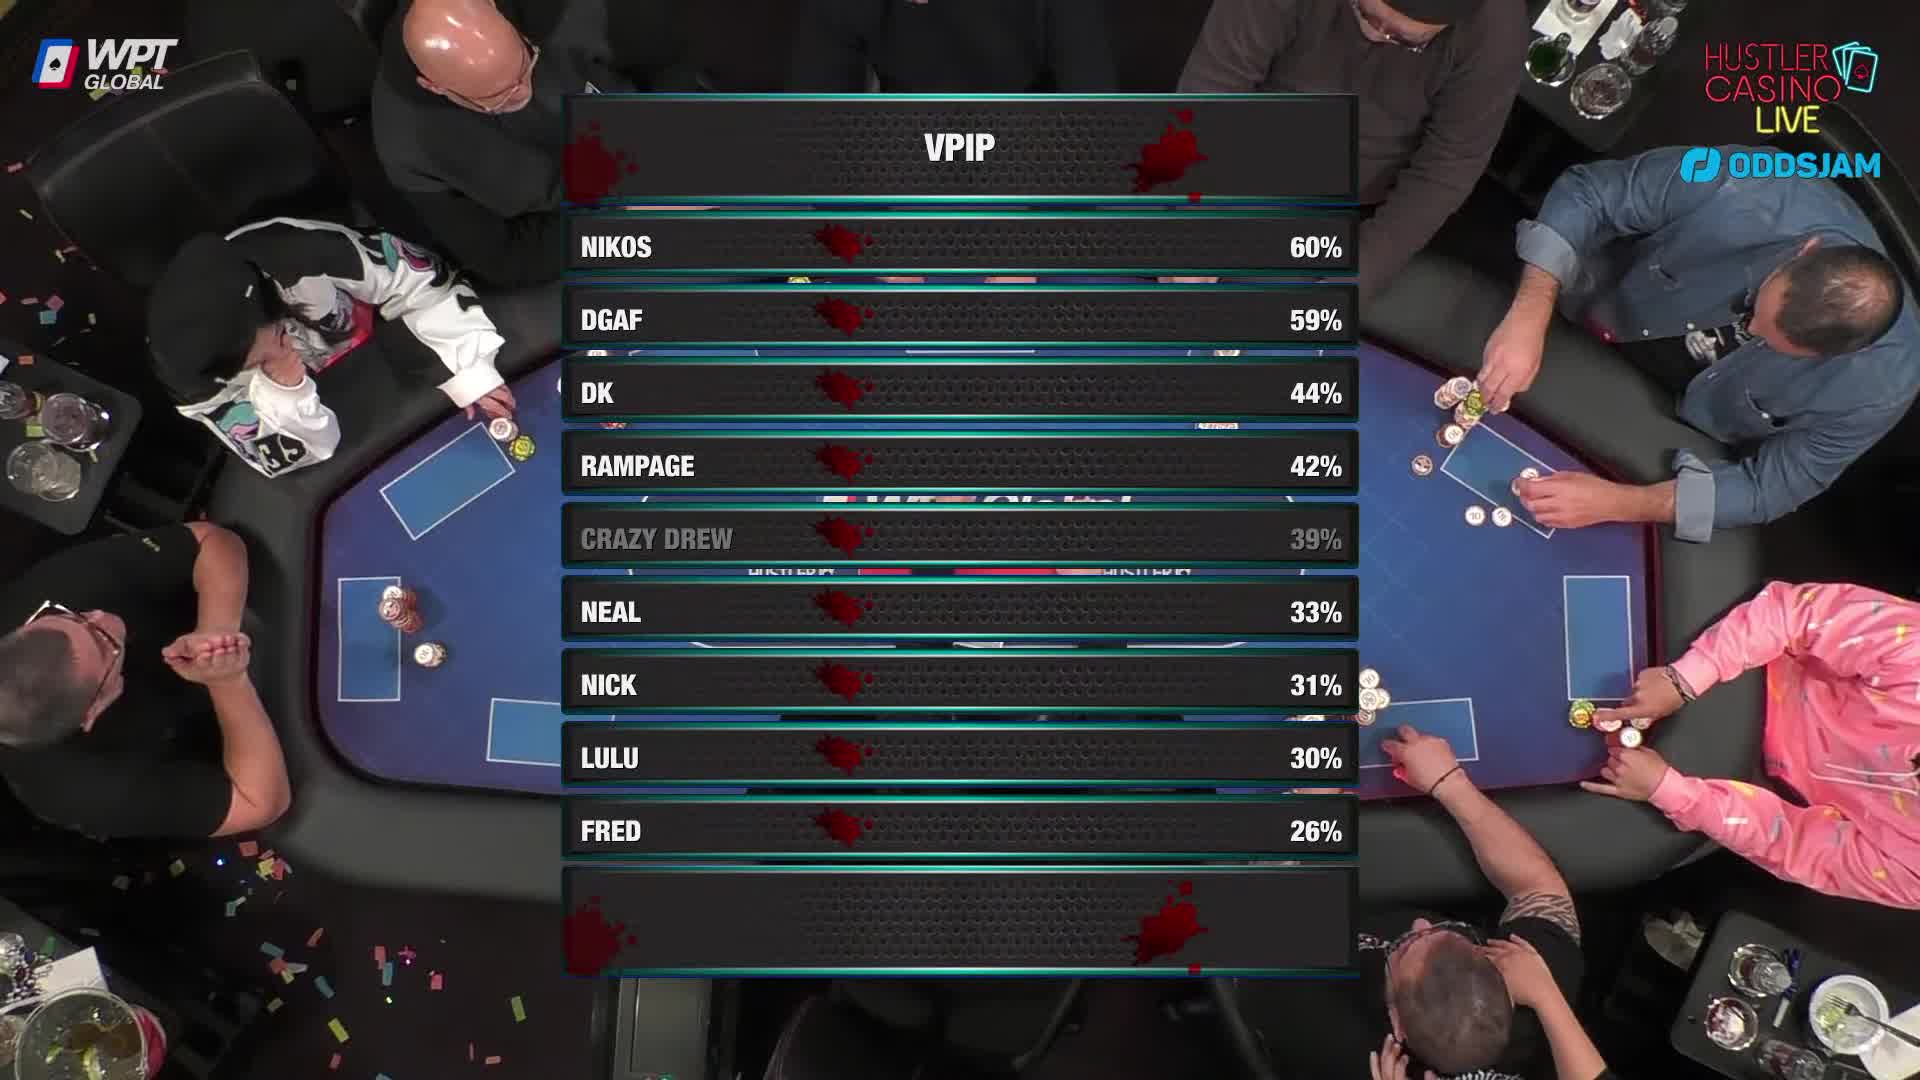 WPT
GLOBAL
HUSTLER
CASINO
LIVE
ODDSJAM
VPIP
NIKOS 60%
DGAF 59%
DK 44%
RAMPAGE 42%
CRAZY DREW 39%
NEAL 33%
NICK 31%
LULU 30%
FRED 26%